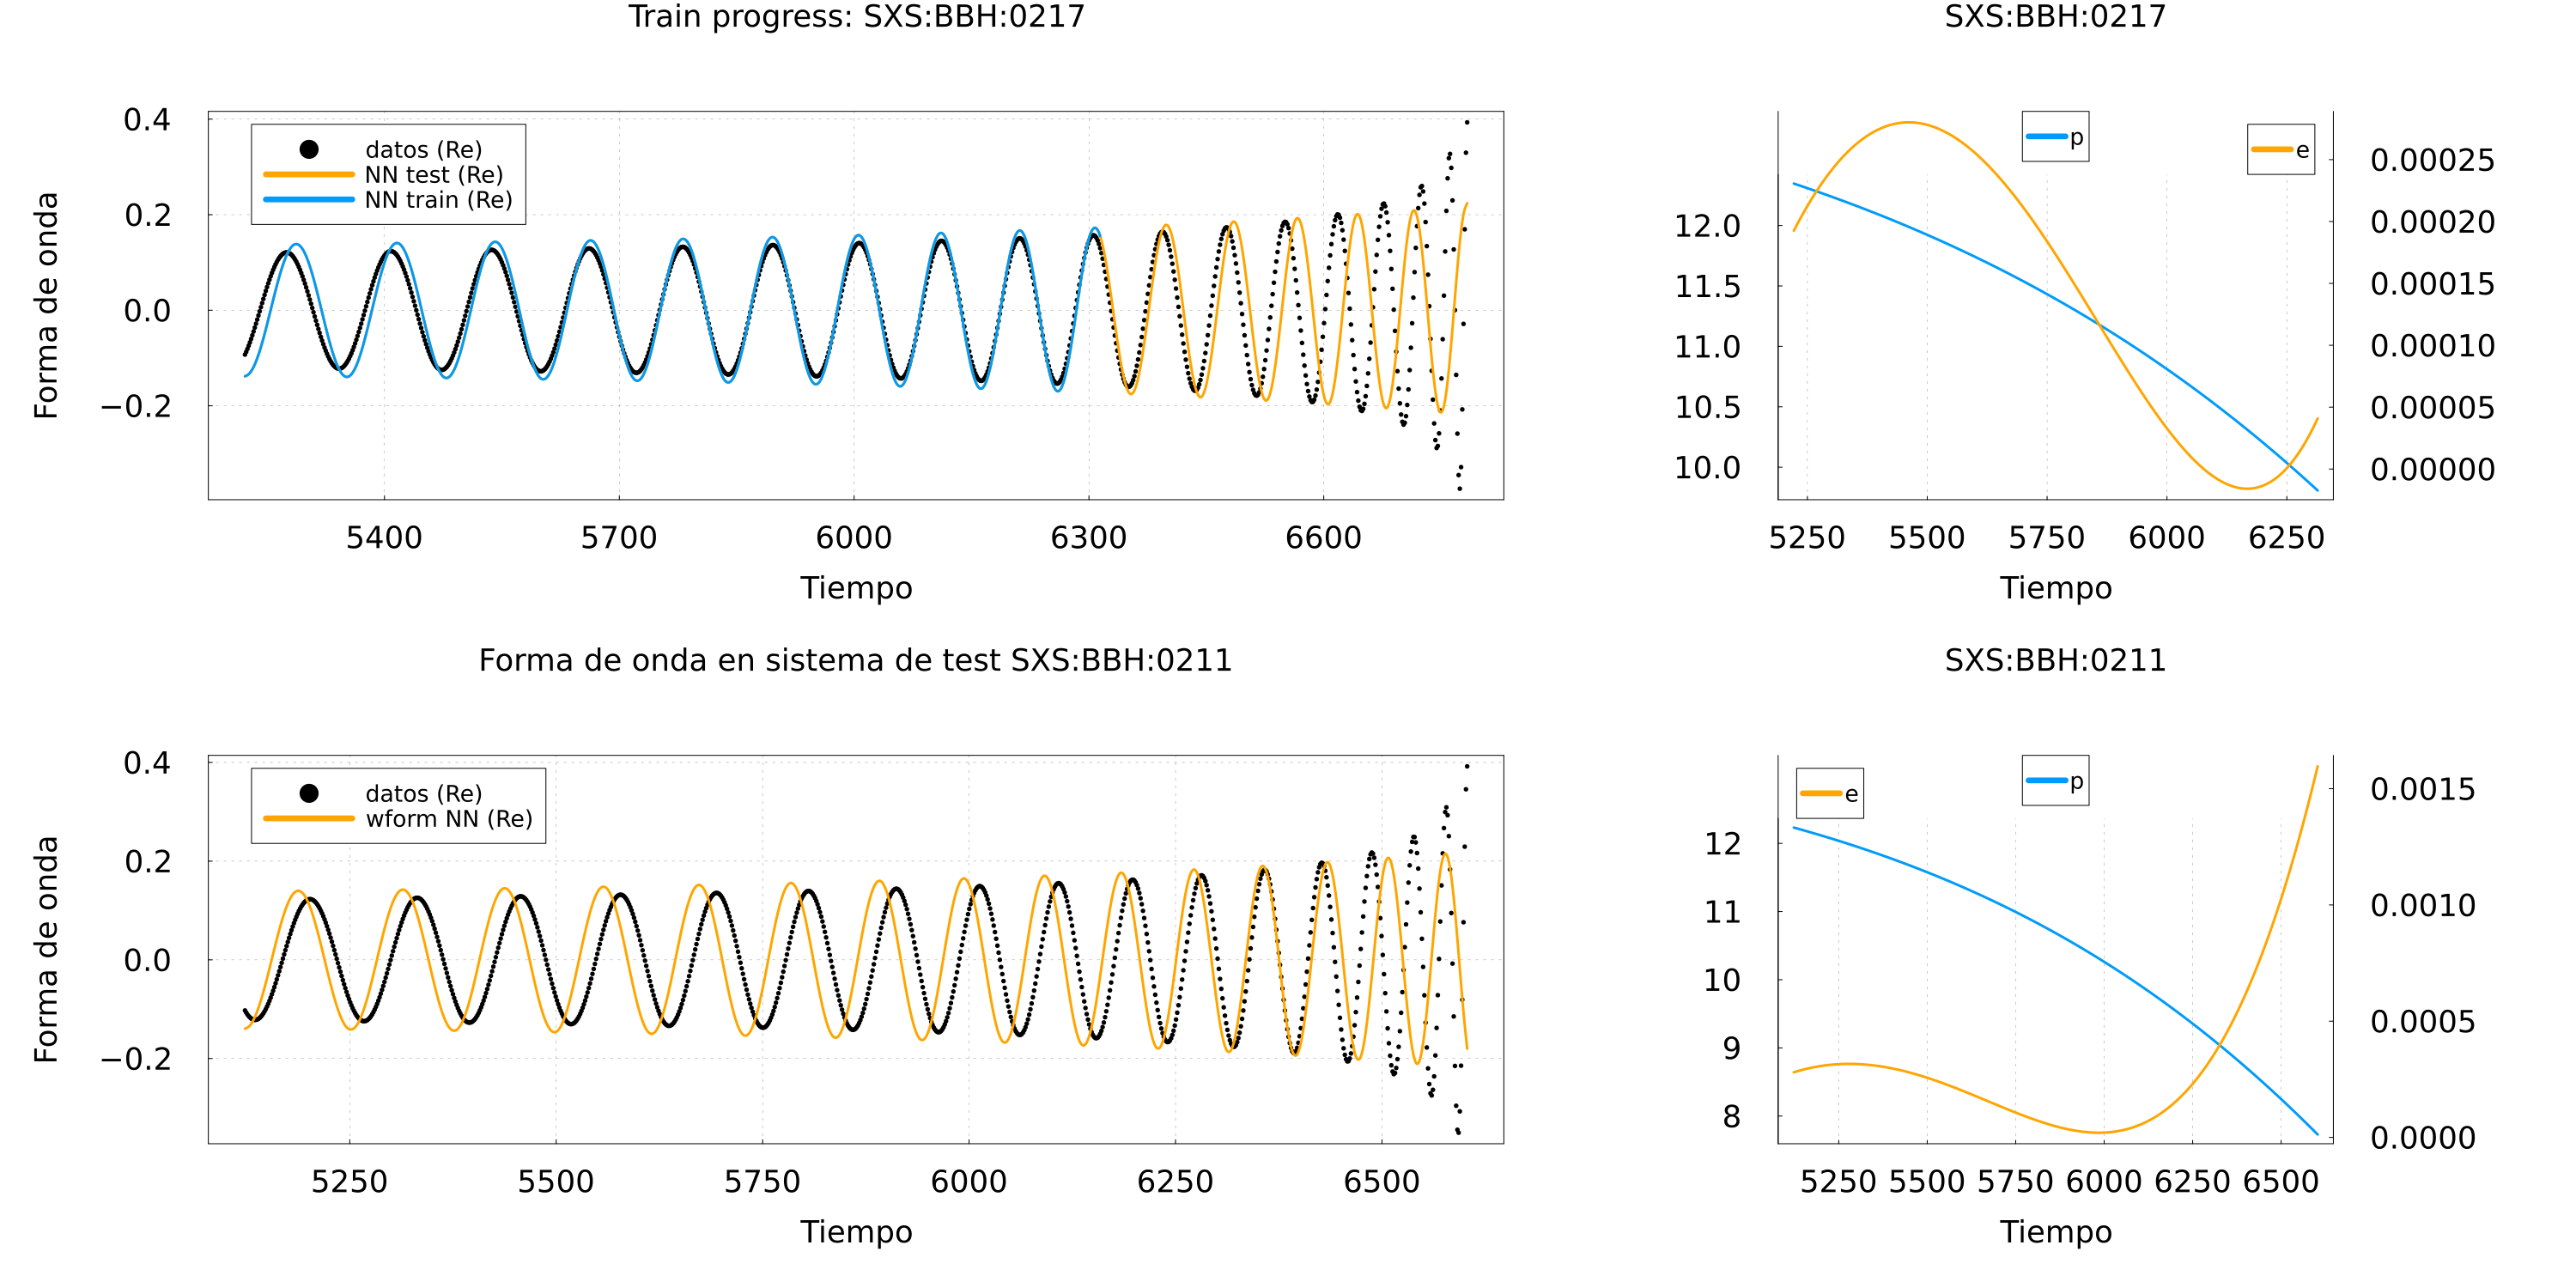 Train progress: SXS:BBH:0217
Forma de onda
0.4
0.2
0.0
−0.2
datos (Re)
NN test (Re)
NN train (Re)
5400 5700 6000 6300 6600
Tiempo
SXS:BBH:0217
12.0
11.5
11.0
10.5
10.0
p
e
0.00025
0.00020
0.00015
0.00010
0.00005
0.00000
5250 5500 5750 6000 6250
Tiempo
Forma de onda en sistema de test SXS:BBH:0211
Forma de onda
0.4
0.2
0.0
−0.2
datos (Re)
wform NN (Re)
5250 5500 5750 6000 6250 6500
Tiempo
SXS:BBH:0211
12
11
10
9
8
e
p
0.0015
0.0010
0.0005
0.0000
5250 5500 5750 6000 6250 6500
Tiempo